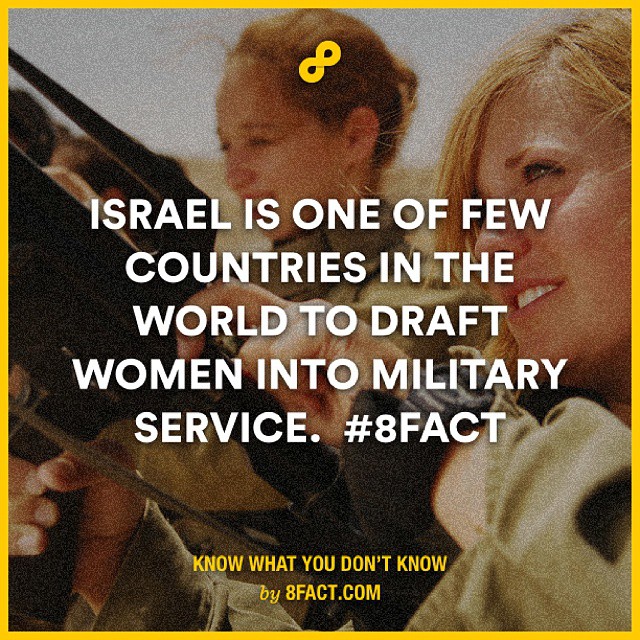 ISRAEL IS ONE OF FEW
COUNTRIES IN THE
WORLD TO DRAFT
WOMEN INTO MILITARY
SERVICE. #8FACT
KNOW WHAT YOU DON'T KNOW
by 8FACT.COM